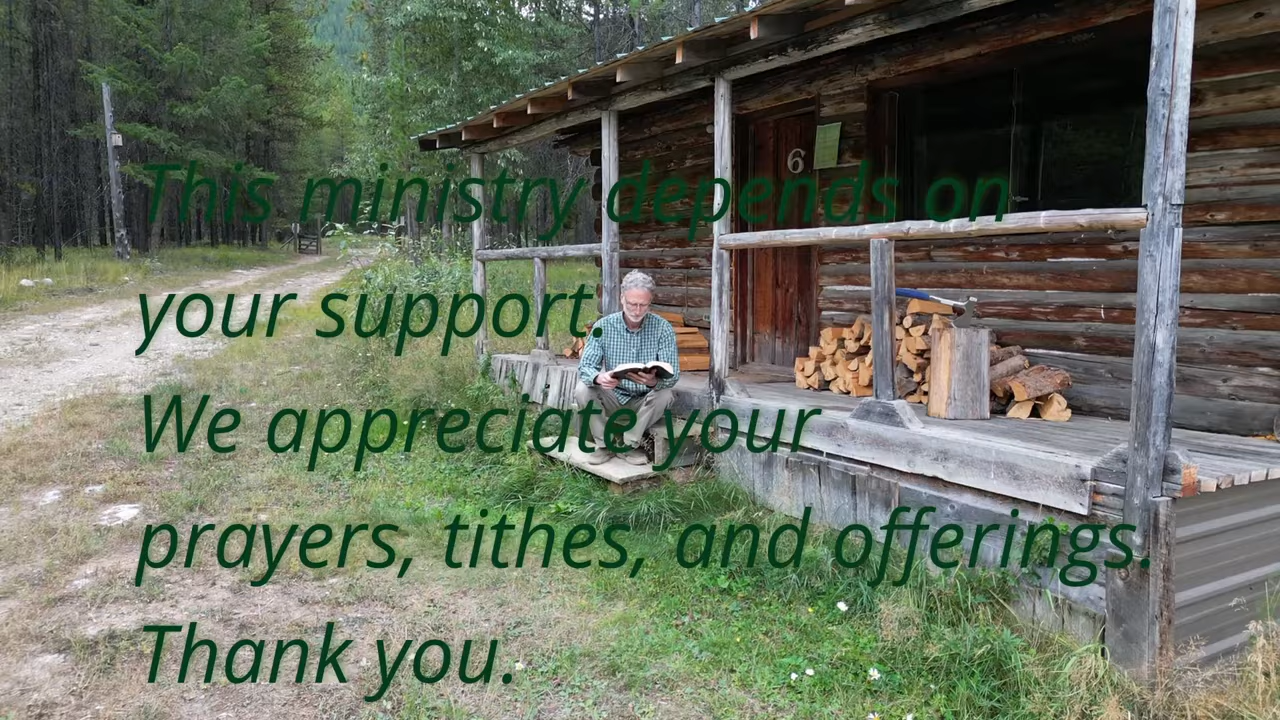 6
This ministry depends on
your support.
We appreciate your
prayers, tithes, and offerings.
Thank you.